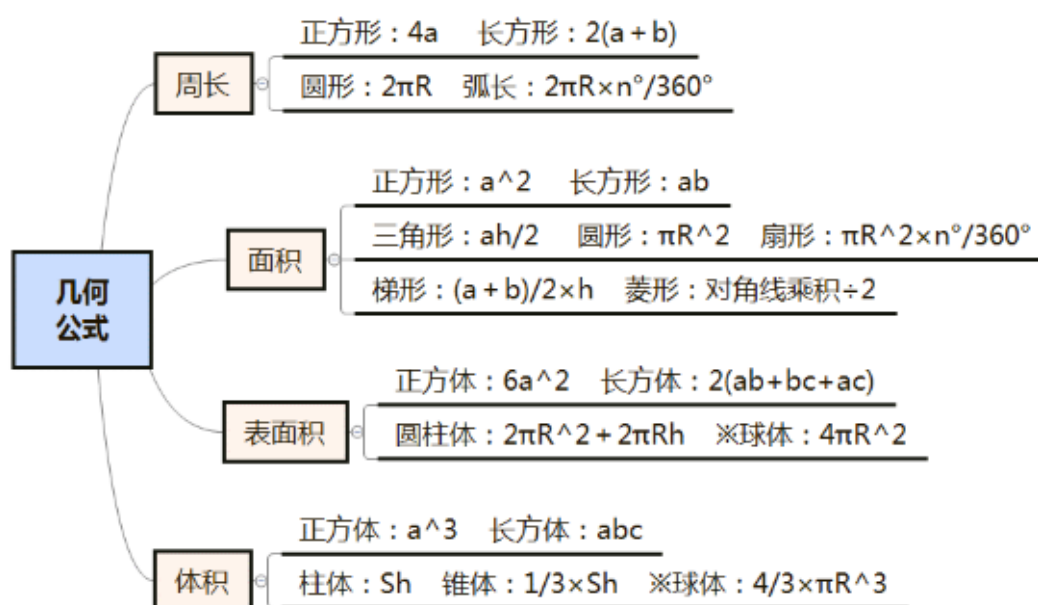 几何
公式
周长
正方形：4a 长方形：2(a+b)
圆形：2πR 弧长：2πR×n°/360°
面积
正方形：a^2 长方形：ab
三角形：ah/2 圆形：πR^2 扇形：πR^2×n°/360°
梯形：(a+b)/2×h 菱形：对角线乘积÷2
表面积
正方体：6a^2 长方体：2(ab+bc+ac)
圆柱体：2πR^2+2πRh ※球体：4πR^2
体积
正方体：a^3 长方体：abc
柱体：Sh 锥体：1/3×Sh ※球体：4/3×πR^3